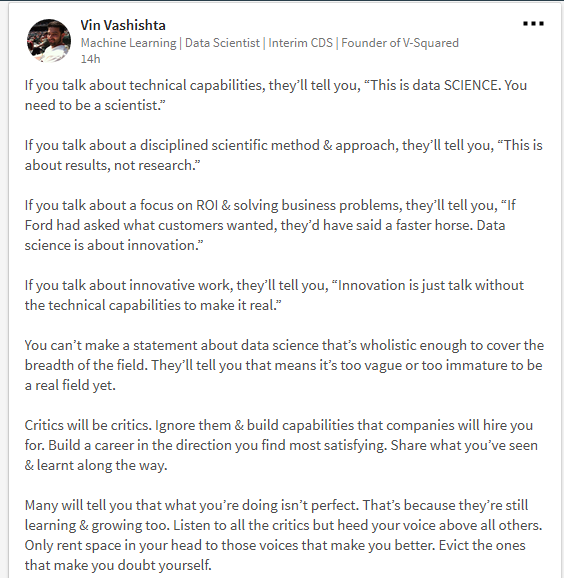 Vin Vashishta
Machine Learning | Data Scientist | Interim CDS | Founder of V-Squared
14h
If you talk about technical capabilities, they’ll tell you, “This is data SCIENCE. You
need to be a scientist.”
If you talk about a disciplined scientific method & approach, they’ll tell you, “This is
about results, not research.”
If you talk about a focus on ROI & solving business problems, they’ll tell you, “If
Ford had asked what customers wanted, they’d have said a faster horse. Data
science is about innovation.”
If you talk about innovative work, they’ll tell you, “Innovation is just talk without
the technical capabilities to make it real.”
You can’t make a statement about data science that’s wholistic enough to cover the
breadth of the field. They’ll tell you that means it’s too vague or too immature to be
a real field yet.
Critics will be critics. Ignore them & build capabilities that companies will hire you
for. Build a career in the direction you find most satisfying. Share what you’ve seen
& learnt along the way.
Many will tell you that what you’re doing isn’t perfect. That’s because they’re still
learning & growing too. Listen to all the critics but heed your voice above all others.
Only rent space in your head to those voices that make you better. Evict the ones
that make you doubt yourself.